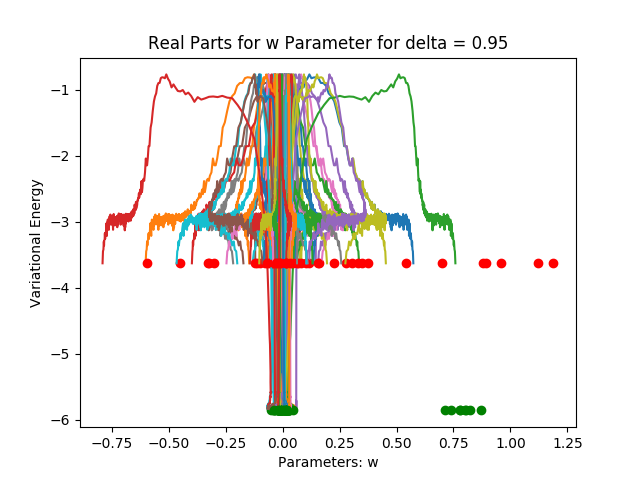 Real Parts for w Parameter for delta = 0.95
Variational Energy
−1
−2
−3
−4
−5
−6
−0.75 −0.50 −0.25 0.00 0.25 0.50 0.75 1.00 1.25
Parameters: w